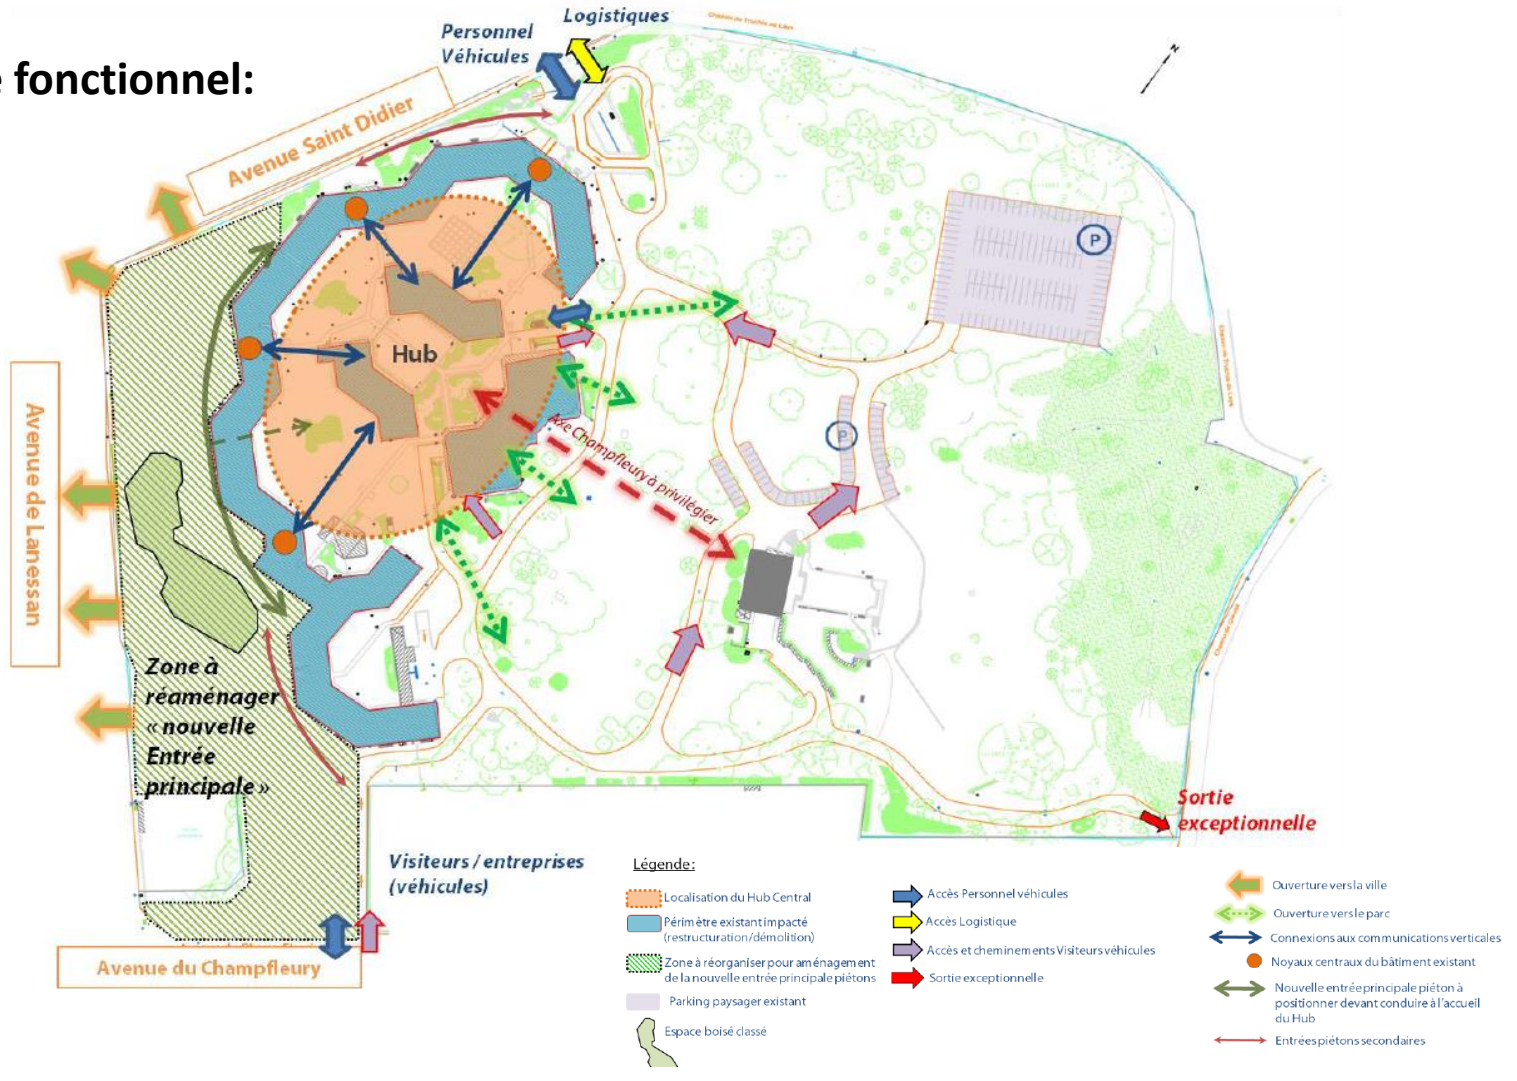 e fonctionnel:
Logistiques
Personnel
Véhicules
N
Avenue Saint Didier
P
Hub
Axe Champfleury à privilégier
P
Avenue de Lanessan
Zone à
réaménager
« nouvelle
Entrée
principale »
Sortie
exceptionnelle
Visiteurs / entreprises
(véhicules)
Avenue du Champfleury
Légende:
Localisation du Hub Central
Périmètre existant impacté
(restructuration/démolition)
Zone à réorganiser pour aménagement
de la nouvelle entrée principale piétons
Parking paysager existant
Espace boisé classé
Accès Personnel véhicules
Accès Logistique
Accès et cheminements Visiteurs véhicules
Sortie exceptionnelle
Ouverture vers la ville
Ouverture vers le parc
Connexions aux communications verticales
Noyaux centraux du bâtiment existant
Nouvelle entrée principale piéton à
positionner devant conduire à l'accueil
du Hub
Entrées piétons secondaires